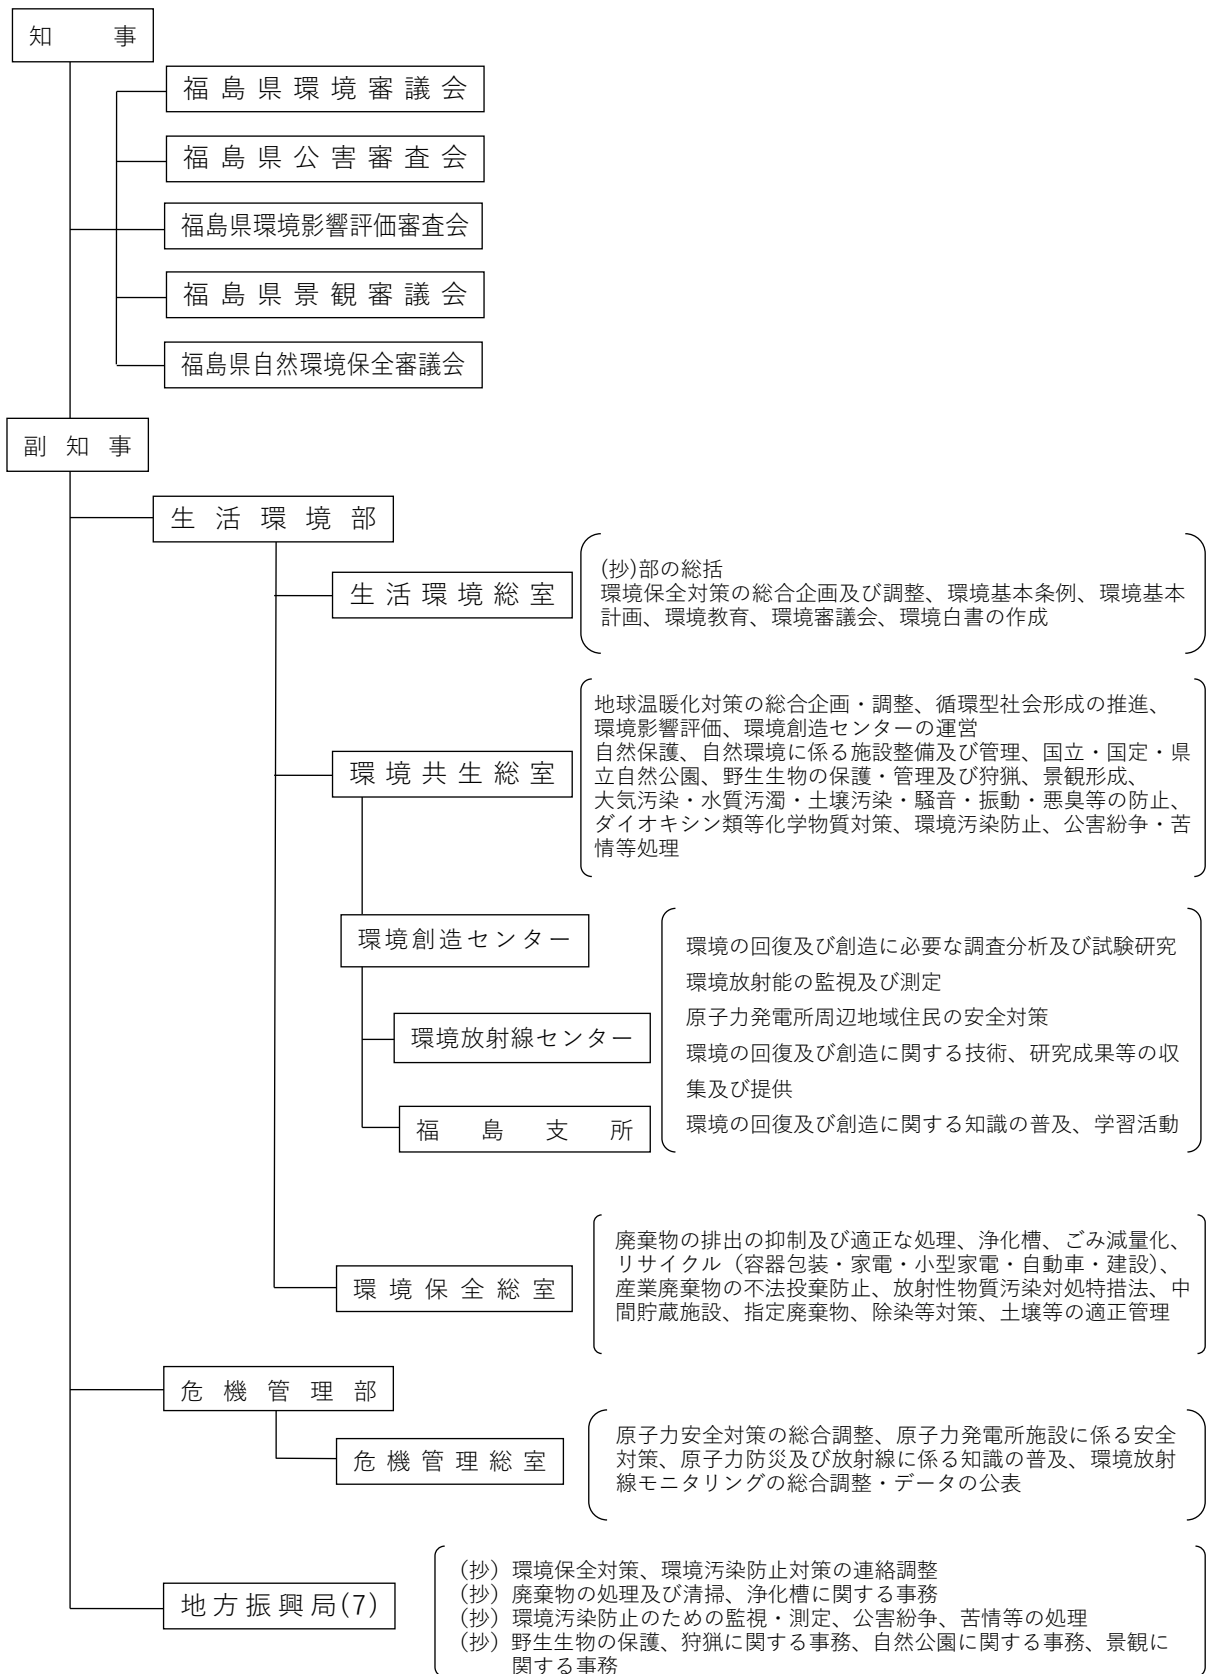 知事
福島県環境審議会
福島県公害審査会
福島県環境影響評価審査会
福島県景観審議会
福島県自然環境保全審議会
副知事
生活環境部
生活環境総室
(抄)部の総括
環境保全対策の総合企画及び調整、環境基本条例、環境基本
計画、環境教育、環境審議会、環境白書の作成
環境共生総室
地球温暖化対策の総合企画・調整、循環型社会形成の推進、
環境影響評価、環境創造センターの運営
自然保護、自然環境に係る施設整備及び管理、国立・国定・県
立自然公園、野生生物の保護・管理及び狩猟、景観形成、
大気汚染・水質汚濁・土壌汚染・騒音・振動・悪臭等の防止、
ダイオキシン類等化学物質対策、環境汚染防止、公害紛争・苦
情等処理
環境創造センター
環境放射線センター
福島支所
環境の回復及び創造に必要な調査分析及び試験研究
環境放射能の監視及び測定
原子力発電所周辺地域住民の安全対策
環境の回復及び創造に関する技術、研究成果等の収
集及び提供
環境の回復及び創造に関する知識の普及、学習活動
環境保全総室
廃棄物の排出の抑制及び適正な処理、浄化槽、ごみ減量化、
リサイクル（容器包装・家電・小型家電・自動車・建設）、
産業廃棄物の不法投棄防止、放射性物質汚染対処特措法、中
間貯蔵施設、指定廃棄物、除染等対策、土壌等の適正管理
危機管理部
危機管理総室
原子力安全対策の総合調整、原子力発電所施設に係る安全
対策、原子力防災及び放射線に係る知識の普及、環境放射
線モニタリングの総合調整・データの公表
地方振興局(7)
(抄）環境保全対策、環境汚染防止対策の連絡調整
(抄）廃棄物の処理及び清掃、浄化槽に関する事務
(抄）環境汚染防止のための監視・測定、公害紛争、苦情等の処理
(抄）野生生物の保護、狩猟に関する事務、自然公園に関する事務、景観に
関する事務